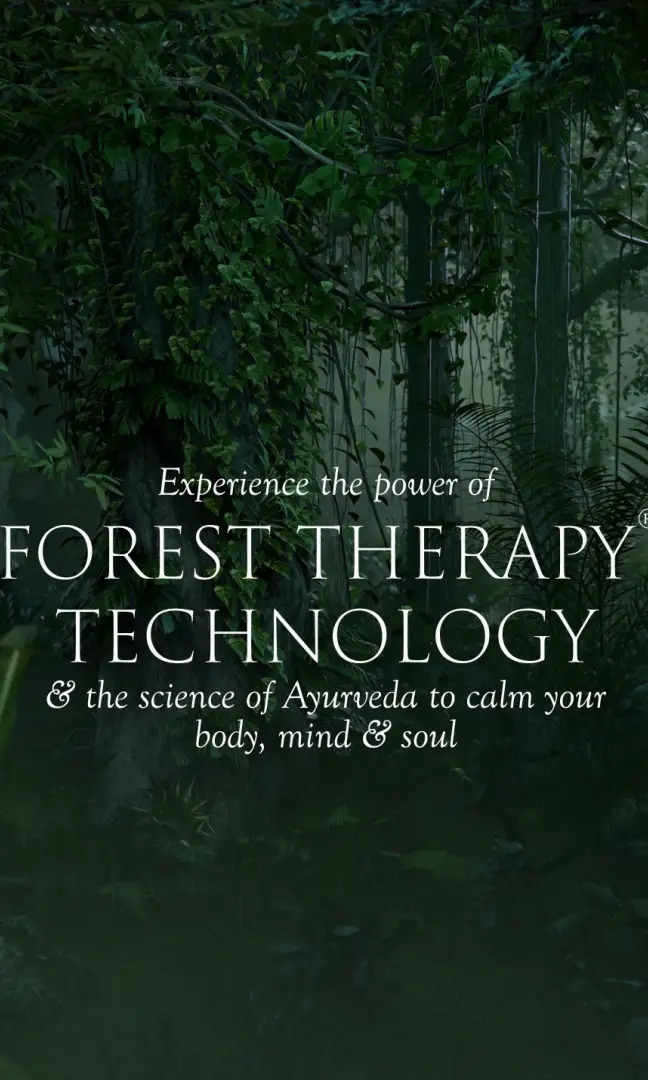 Experience the power of
FOREST THERAPY®
TECHNOLOGY
& the science of Ayurveda to calm your
body, mind & soul